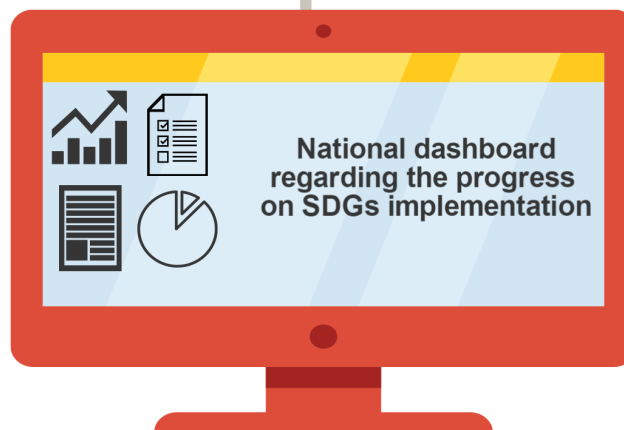 National dashboard
regarding the progress
on SDGs implementation